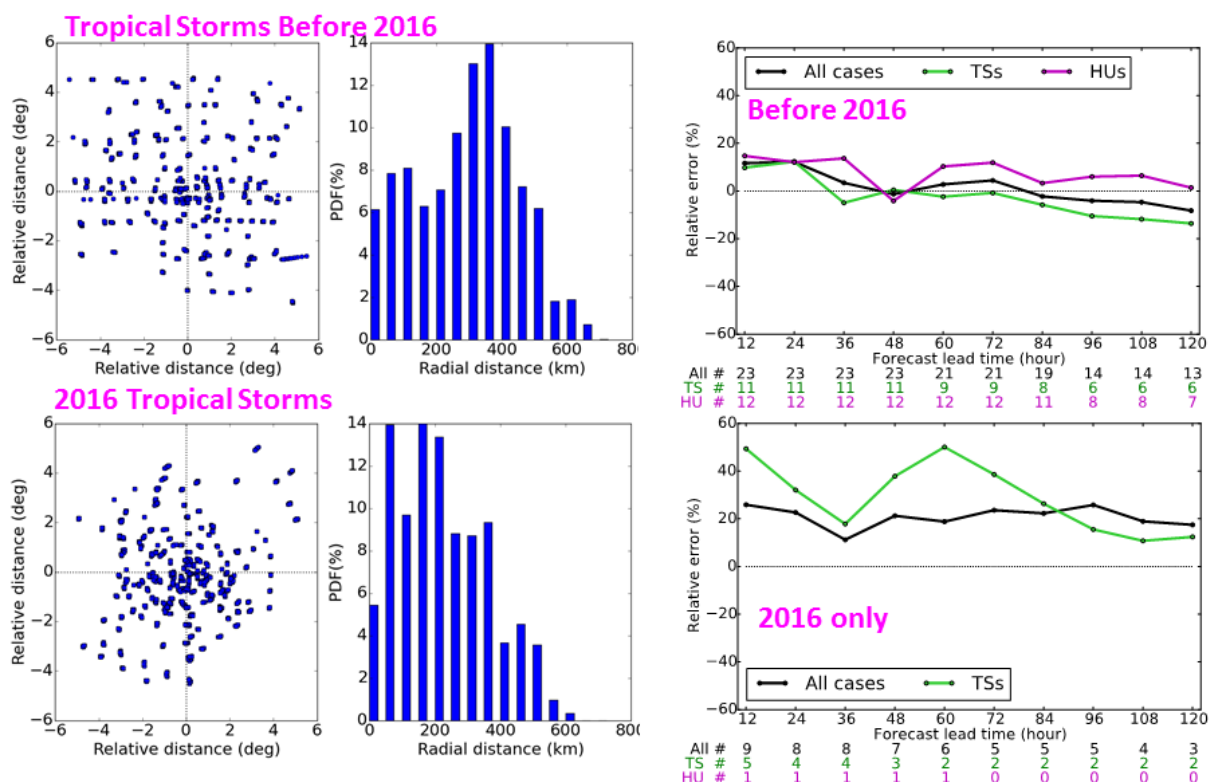 Tropical Storms Before 2016
Relative distance (deg)
6
4
2
0
−2
−4
−6
−6 −4 −2 0 2 4 6
Relative distance (deg)
PDF(%)
14
12
10
8
6
4
2
0
0 200 400 600 800
Radial distance (km)
All cases TSs HUs
Before 2016
Relative error (%)
60
40
20
0
−20
−40
−60
12 24 36 48 60 72 84 96 108 120
Forecast lead time (hour)
All # 23 23 23 23 21 21 19 14 14 13
TS # 11 11 11 11 9 9 8 6 6 6
HU # 12 12 12 12 12 12 11 8 8 7
2016 Tropical Storms
Relative distance (deg)
6
4
2
0
−2
−4
−6
−6 −4 −2 0 2 4 6
Relative distance (deg)
PDF(%)
14
12
10
8
6
4
2
0
0 200 400 600 800
Radial distance (km)
Relative error (%)
60
40
20
0
−20
−40
−60
2016 only
All cases TSs
12 24 36 48 60 72 84 96 108 120
Forecast lead time (hour)
All # 9 8 8 7 6 5 5 5 4 3
TS # 5 4 4 3 2 2 2 2 2 2
HU # 1 1 1 1 1 0 0 0 0 0